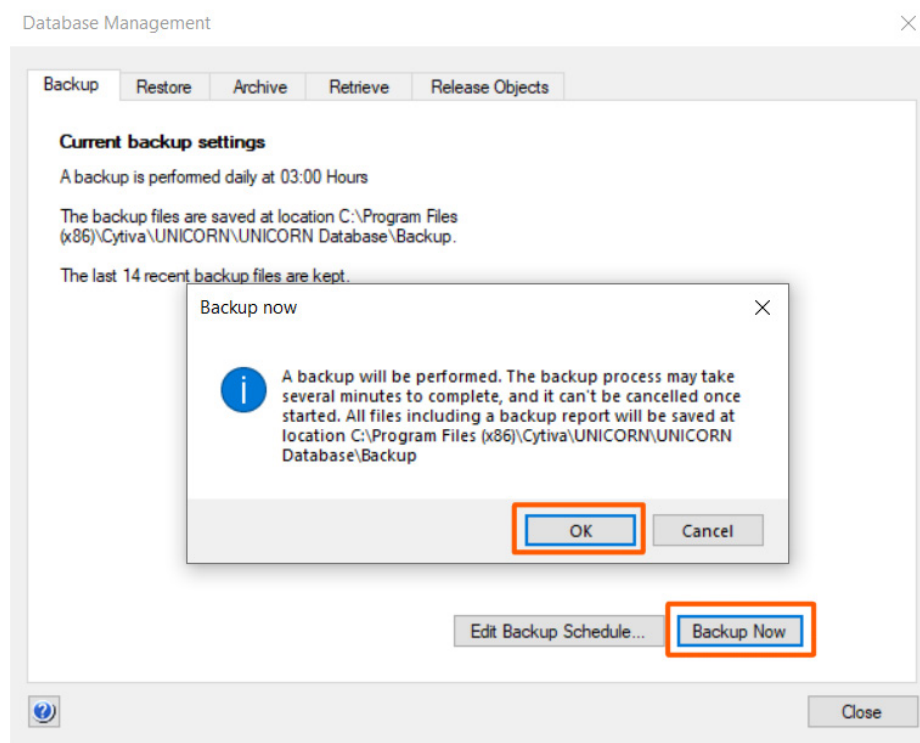 Database Management
Backup
Restore
Archive
Retrieve
Release Objects
Current backup settings
A backup is performed daily at 03:00 Hours
The backup files are saved at location C:\Program Files
(x86)\Cytiva\UNICORN\UNICORN Database\Backup.
The last 14 recent backup files are kept.
Backup now
A backup will be performed. The backup process may take
several minutes to complete, and it can't be cancelled once
started. All files including a backup report will be saved at
location C:\Program Files (x86)\Cytiva\UNICORN\UNICORN
Database\Backup
OK
Cancel
Edit Backup Schedule...
Backup Now
Close